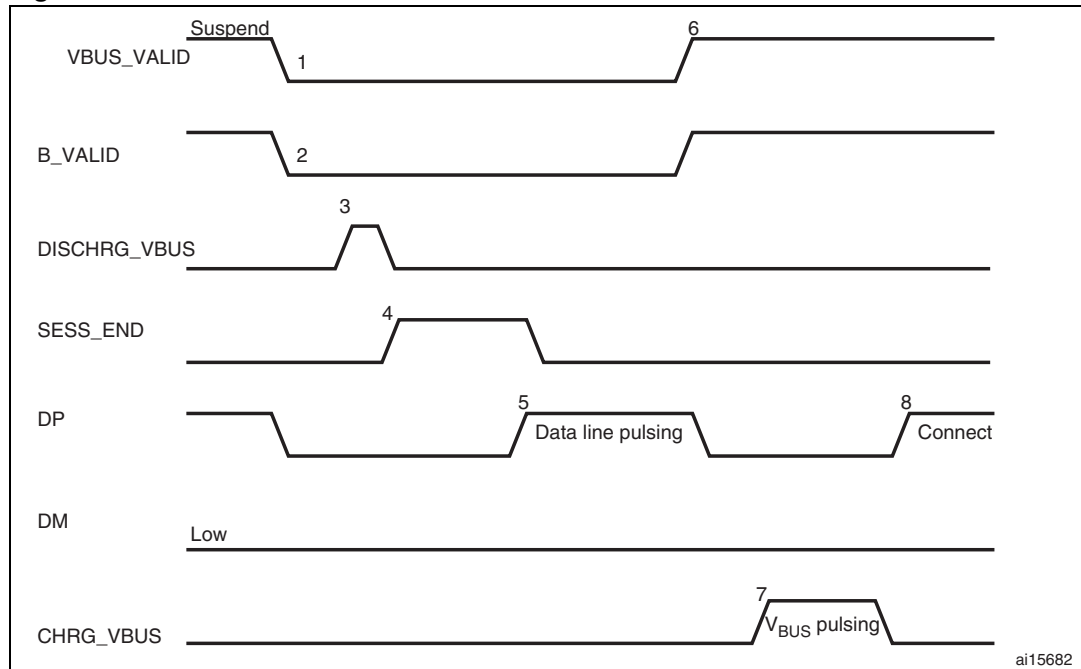 Suspend
6
VBUS_VALID
1
B_VALID
2
3
DISCHRG_VBUS
4
SESS_END
5
8
DP
Data line pulsing
Connect
DM
Low
7
VBUS pulsing
CHRG_VBUS
ai15682